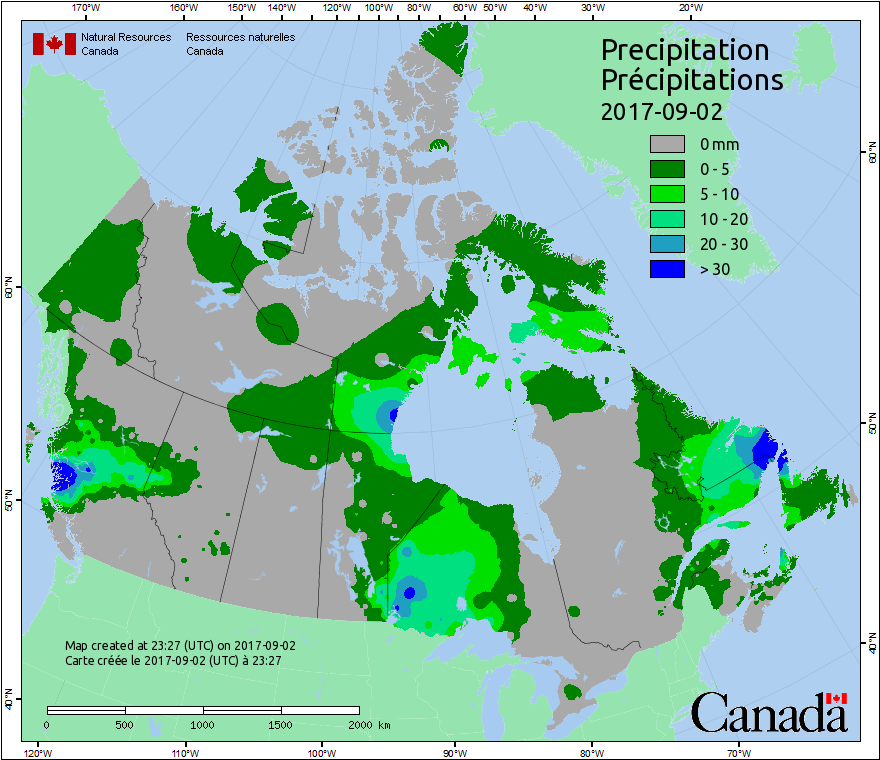 170°W 160°W 150°W 140°W 130°W 120°W 110°W 100°W 90°W 80°W 70°W 60°W 50°W 40°W 30°W 20°W
Natural Resources Ressources naturelles
Canada Canada
Precipitation
Précipitations
2017-09-02
0 mm
0 - 5
5 - 10
10 - 20
20 - 30
> 30
60°N
60°N
50°N
50°N
40°N
40°N
Map created at 23:27 (UTC) on 2017-09-02
Carte créée le 2017-09-02 (UTC) à 23:27
0 500 1000 1500 2000 km
Canada
120°W 110°W 100°W 90°W 80°W 70°W